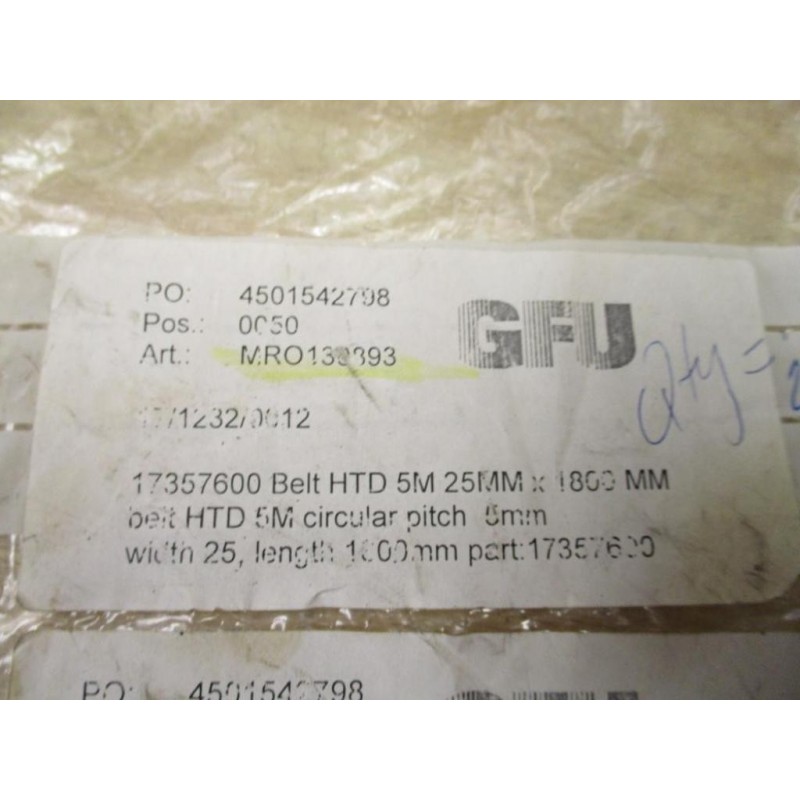 PO: 4501542798
Pos.: 0050
Art.:
GFU
Qty =
17357600 Belt HTD 5M 25MM x 1800 MM
belt HTD 5M circular pitch 5mm
width 25, length 1800mm part:17357600
PO: 4501542798